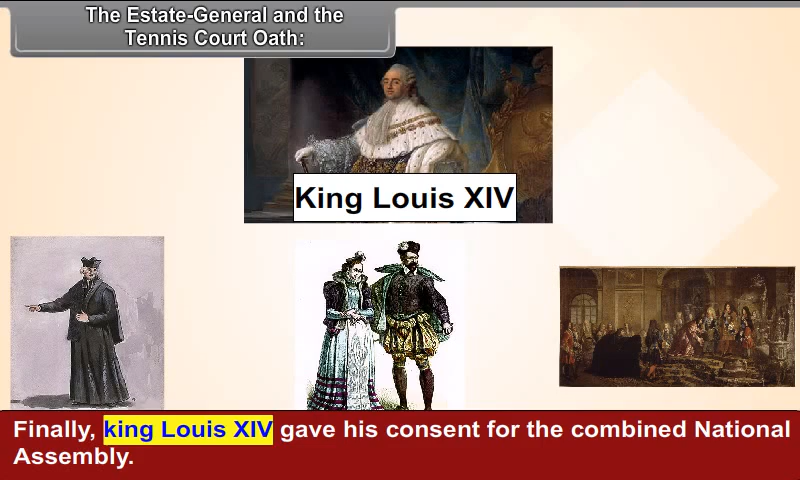 The Estate-General and the
Tennis Court Oath:
King Louis XIV
Finally, king Louis XIV gave his consent for the combined National
Assembly.